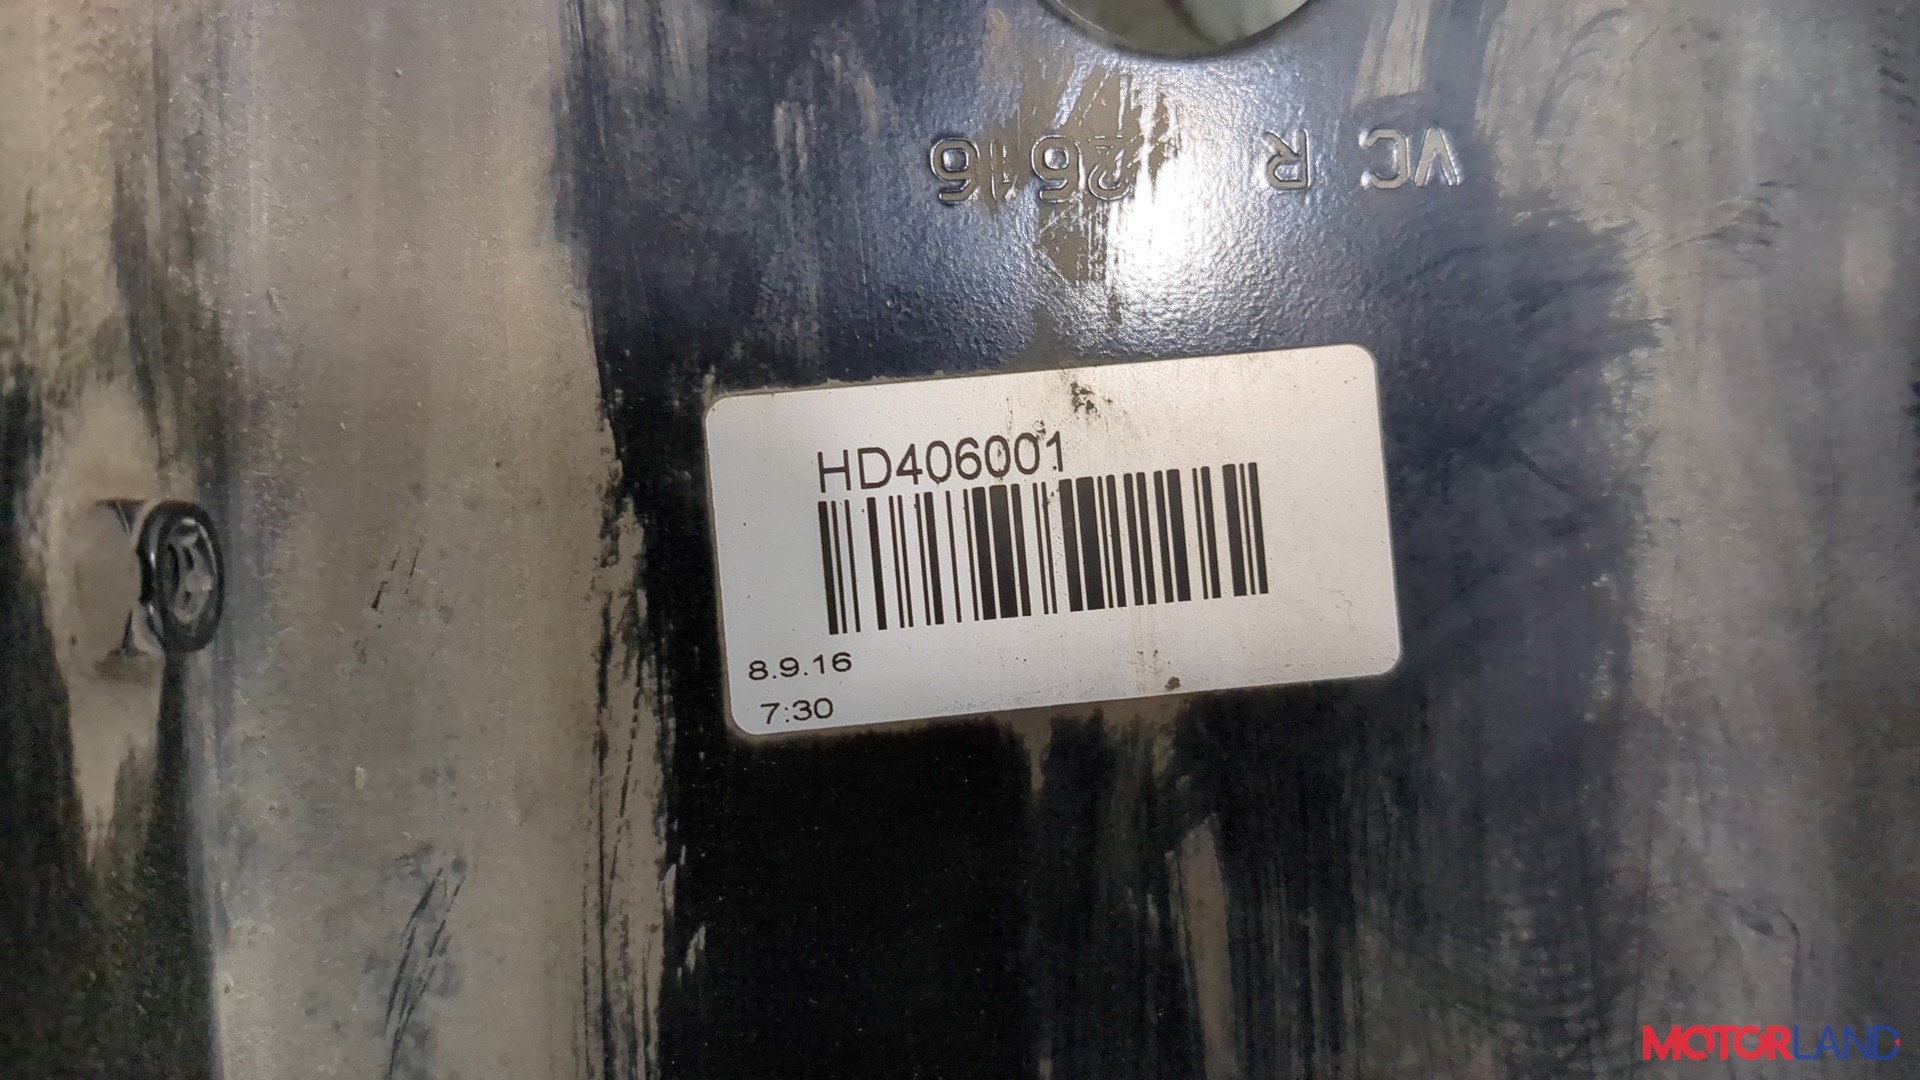 VC R 2616
HD406001
8.9.16
7:30
MOTORLAND